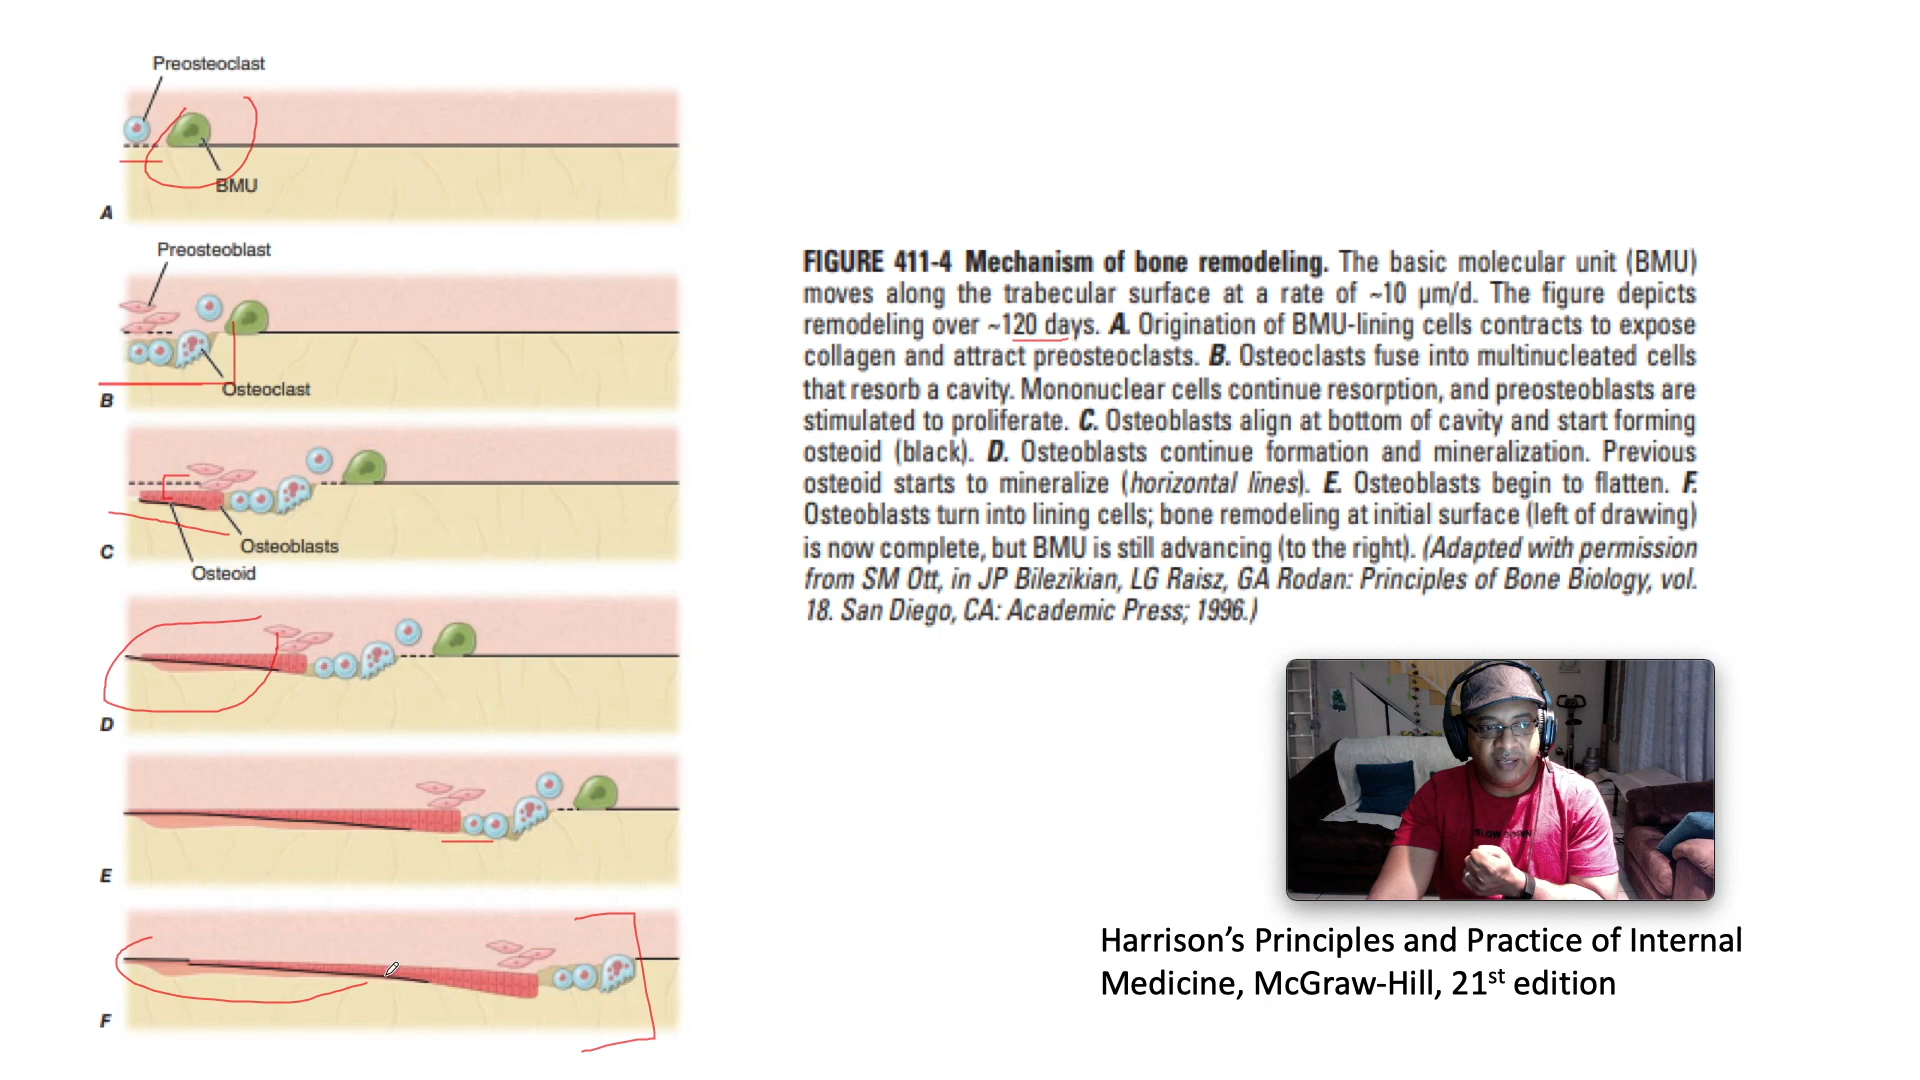 Preosteoclast
BMU
A
Preosteoblast
Osteoclast
B
Osteoblasts
C
Osteoid
D
E
F
FIGURE 411-4 Mechanism of bone remodeling. The basic molecular unit (BMU)
moves along the trabecular surface at a rate of ~10 μm/d. The figure depicts
remodeling over ~120 days. A. Origination of BMU-lining cells contracts to expose
collagen and attract preosteoclasts. B. Osteoclasts fuse into multinucleated cells
that resorb a cavity. Mononuclear cells continue resorption, and preosteoblasts are
stimulated to proliferate. C. Osteoblasts align at bottom of cavity and start forming
osteoid (black). D. Osteoblasts continue formation and mineralization. Previous
osteoid starts to mineralize (horizontal lines). E. Osteoblasts begin to flatten. F.
Osteoblasts turn into lining cells; bone remodeling at initial surface (left of drawing)
is now complete, but BMU is still advancing (to the right). (Adapted with permission
from SM Ott, in JP Bilezikian, LG Raisz, GA Rodan: Principles of Bone Biology, vol.
18. San Diego, CA: Academic Press; 1996.)
Harrison’s Principles and Practice of Internal
Medicine, McGraw-Hill, 21st edition